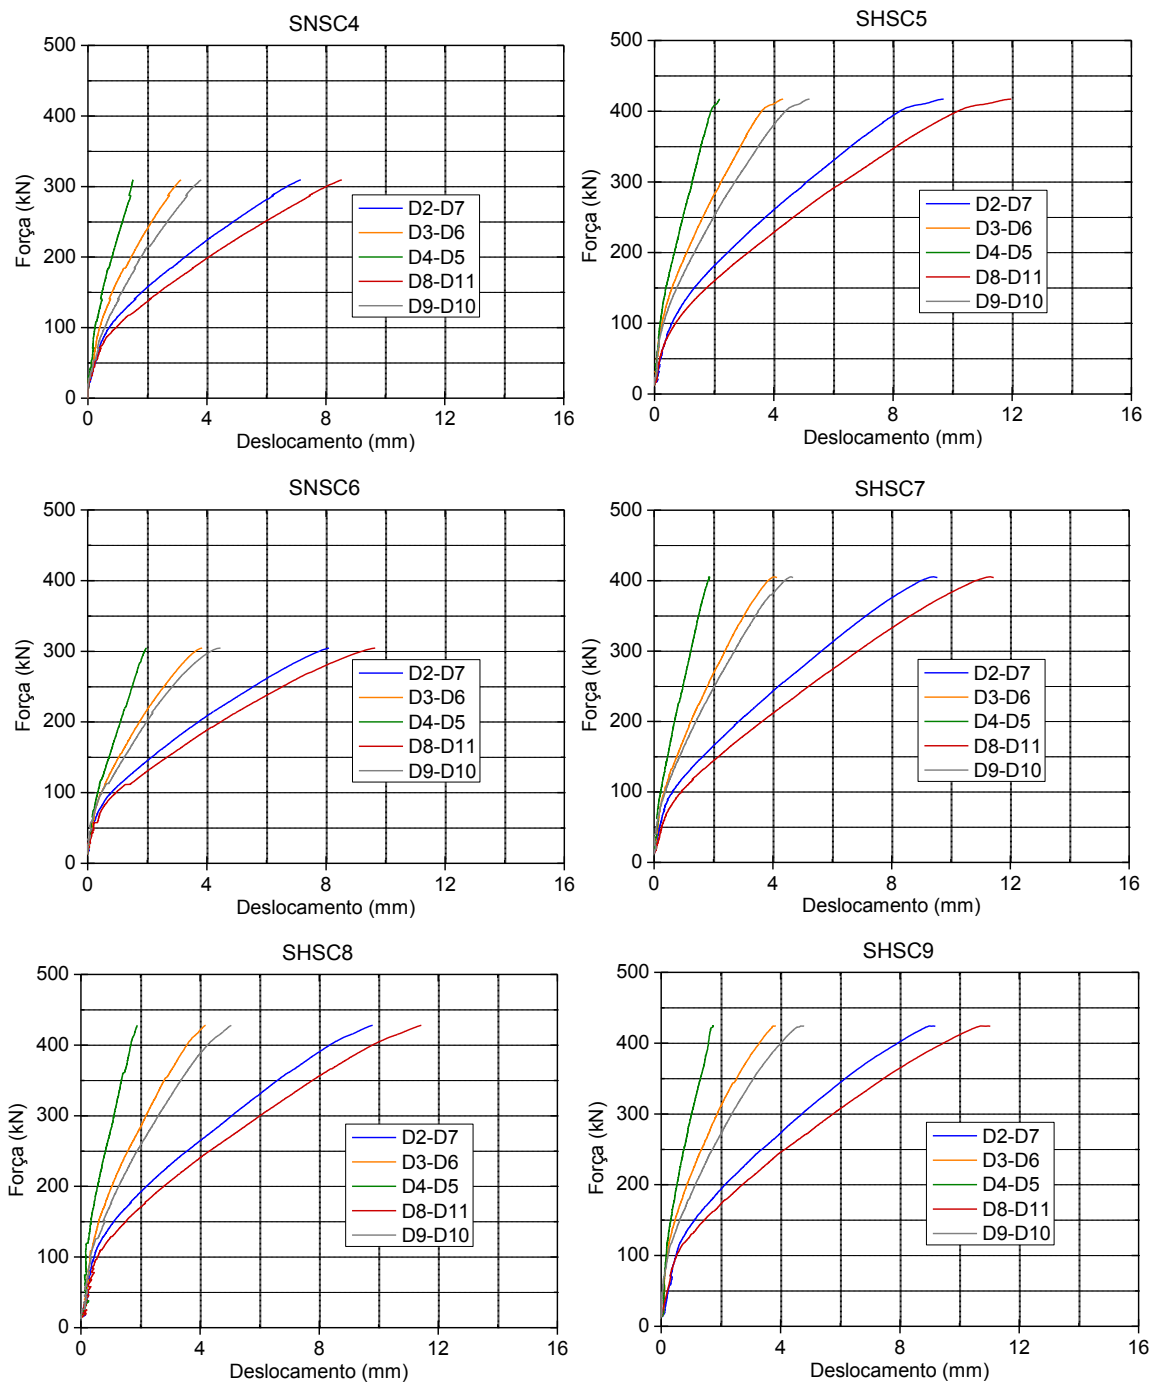 SNSC4
500
400
300
200
100
0
Força (kN)
D2-D7
D3-D6
D4-D5
D8-D11
D9-D10
0 4 8 12 16
Deslocamento (mm)
SHSC5
500
400
300
200
100
0
Força (kN)
D2-D7
D3-D6
D4-D5
D8-D11
D9-D10
0 4 8 12 16
Deslocamento (mm)
SNSC6
500
400
300
200
100
0
Força (kN)
D2-D7
D3-D6
D4-D5
D8-D11
D9-D10
0 4 8 12 16
Deslocamento (mm)
SHSC7
500
400
300
200
100
0
Força (kN)
D2-D7
D3-D6
D4-D5
D8-D11
D9-D10
0 4 8 12 16
Deslocamento (mm)
SHSC8
500
400
300
200
100
0
Força (kN)
D2-D7
D3-D6
D4-D5
D8-D11
D9-D10
0 4 8 12 16
Deslocamento (mm)
SHSC9
500
400
300
200
100
0
Força (kN)
D2-D7
D3-D6
D4-D5
D8-D11
D9-D10
0 4 8 12 16
Deslocamento (mm)